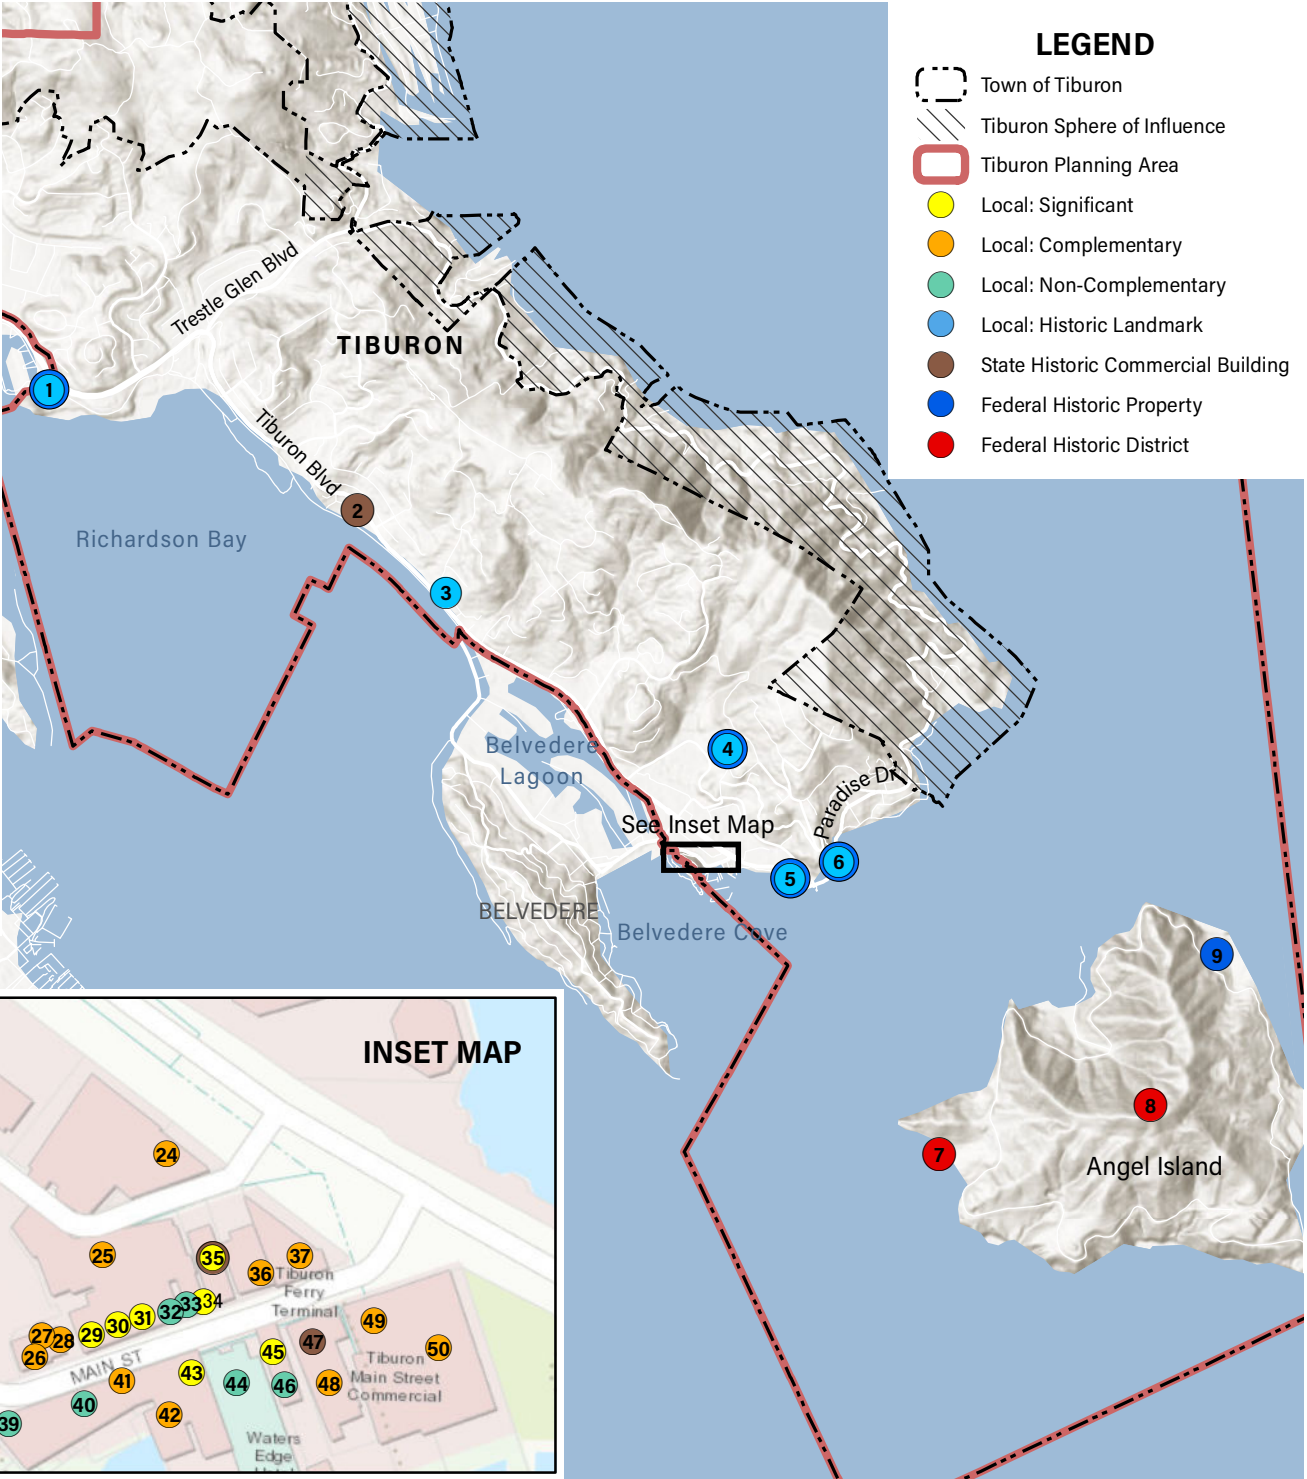 LEGEND
Town of Tiburon
Tiburon Sphere of Influence
Tiburon Planning Area
Local: Significant
Local: Complementary
Local: Non-Complementary
Local: Historic Landmark
State Historic Commercial Building
Federal Historic Property
Federal Historic District
Trestle Glen Blvd
TIBURON
1
Tiburon Blvd
2
Richardson Bay
3
Belvedere
Lagoon
4
Paradise Dr
See Inset Map
5
6
BELVEDERE
Belvedere Cove
9
8
7
Angel Island
INSET MAP
24
25
35
36
37
Tiburon
Ferry
Terminal
26
27
28
29
30
31
32
33
34
MAIN ST
49
47
45
50
Tiburon
Main Street
Commercial
43
41
44
46
48
40
42
39
Waters
Edge